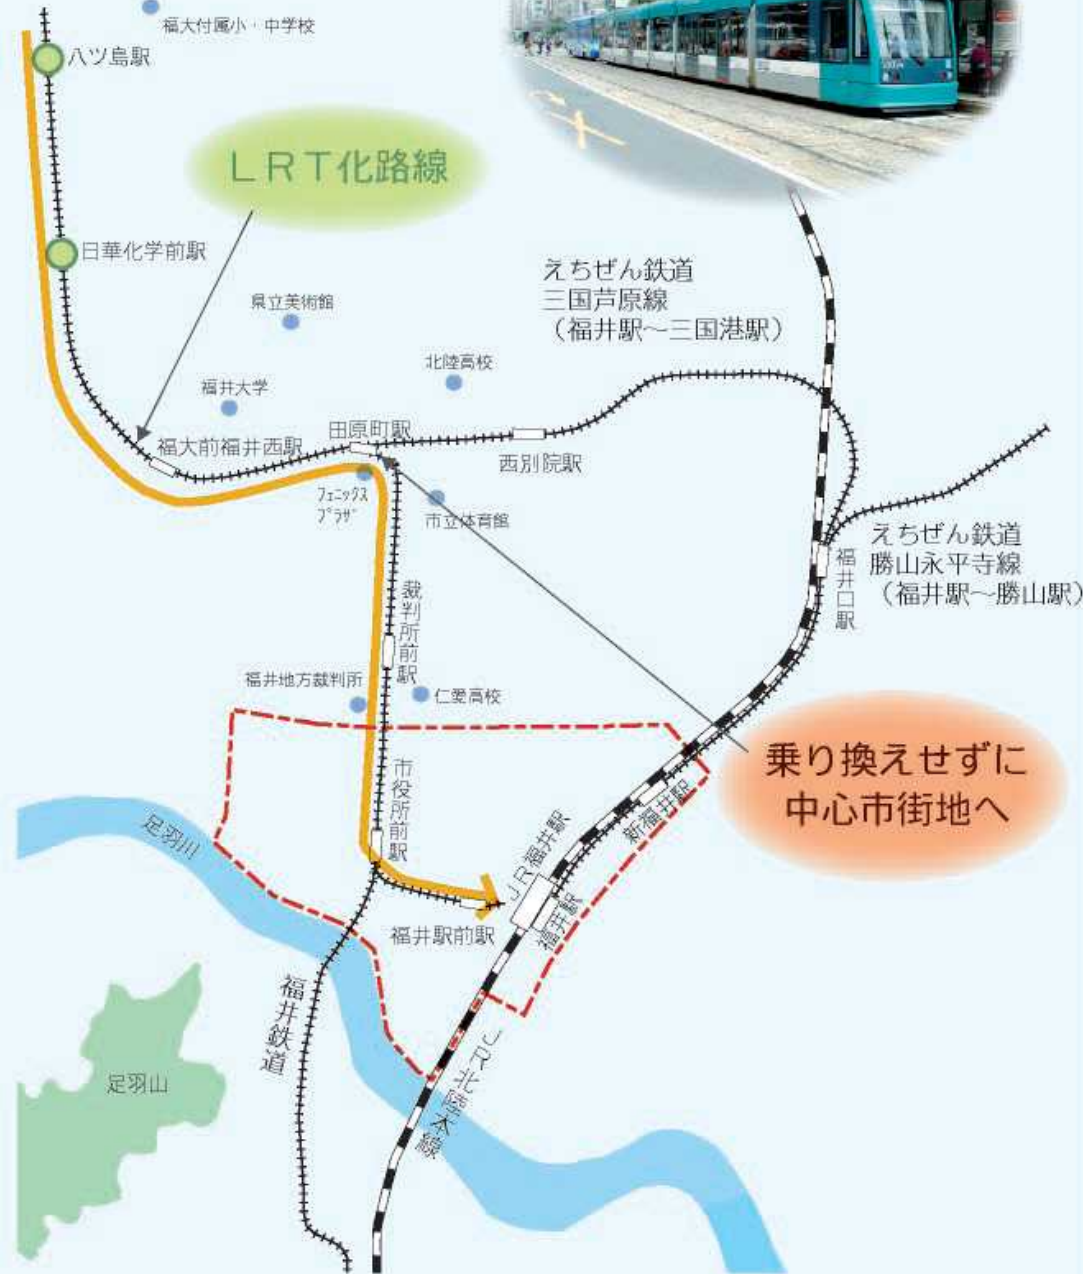 福大付属小・中学校
八ツ島駅
LRT化路線
日華化学前駅
えちぜん鉄道
三国芦原線
（福井駅～三国港駅）
県立美術館
北陸高校
福井大学
田原町駅
福大前福井西駅
西別院駅
フェニックス
プラザ
市立体育館
えちぜん鉄道
勝山永平寺線
（福井駅～勝山駅）
福井口駅
裁判所前駅
福井地方裁判所
仁愛高校
乗り換えせずに
中心市街地へ
市役所前駅
新福井駅
足羽川
JR福井駅
福井駅
福井駅前駅
福井鉄道
JR北陸本線
足羽山